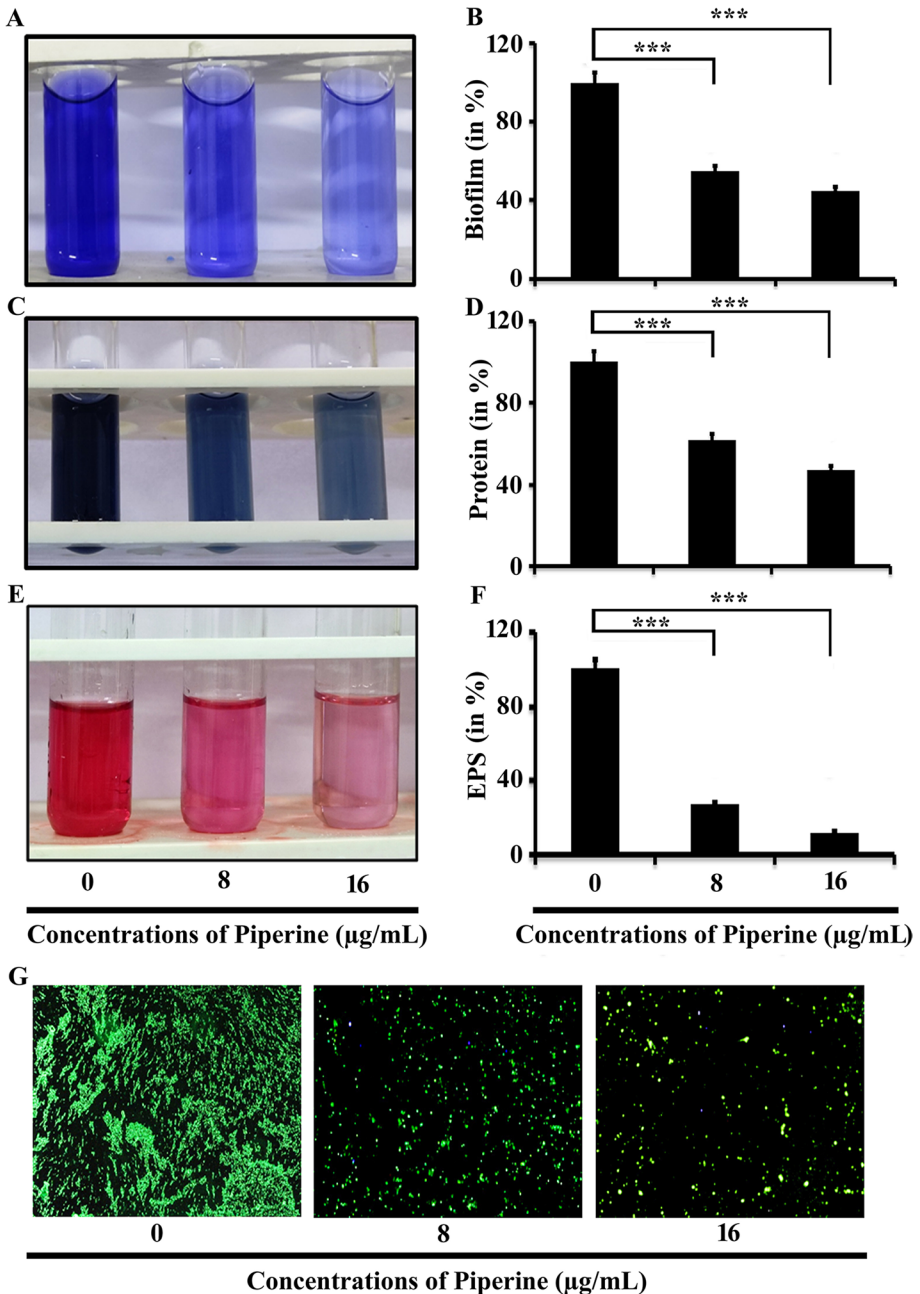 A
B
***
***
120
80
40
0
Biofilm (in %)
C
D
***
***
120
80
40
0
Protein (in %)
E
F
***
***
120
80
40
0
EPS (in %)
0 8 16
Concentrations of Piperine (µg/mL)
0 8 16
Concentrations of Piperine (µg/mL)
G
0 8 16
Concentrations of Piperine (µg/mL)